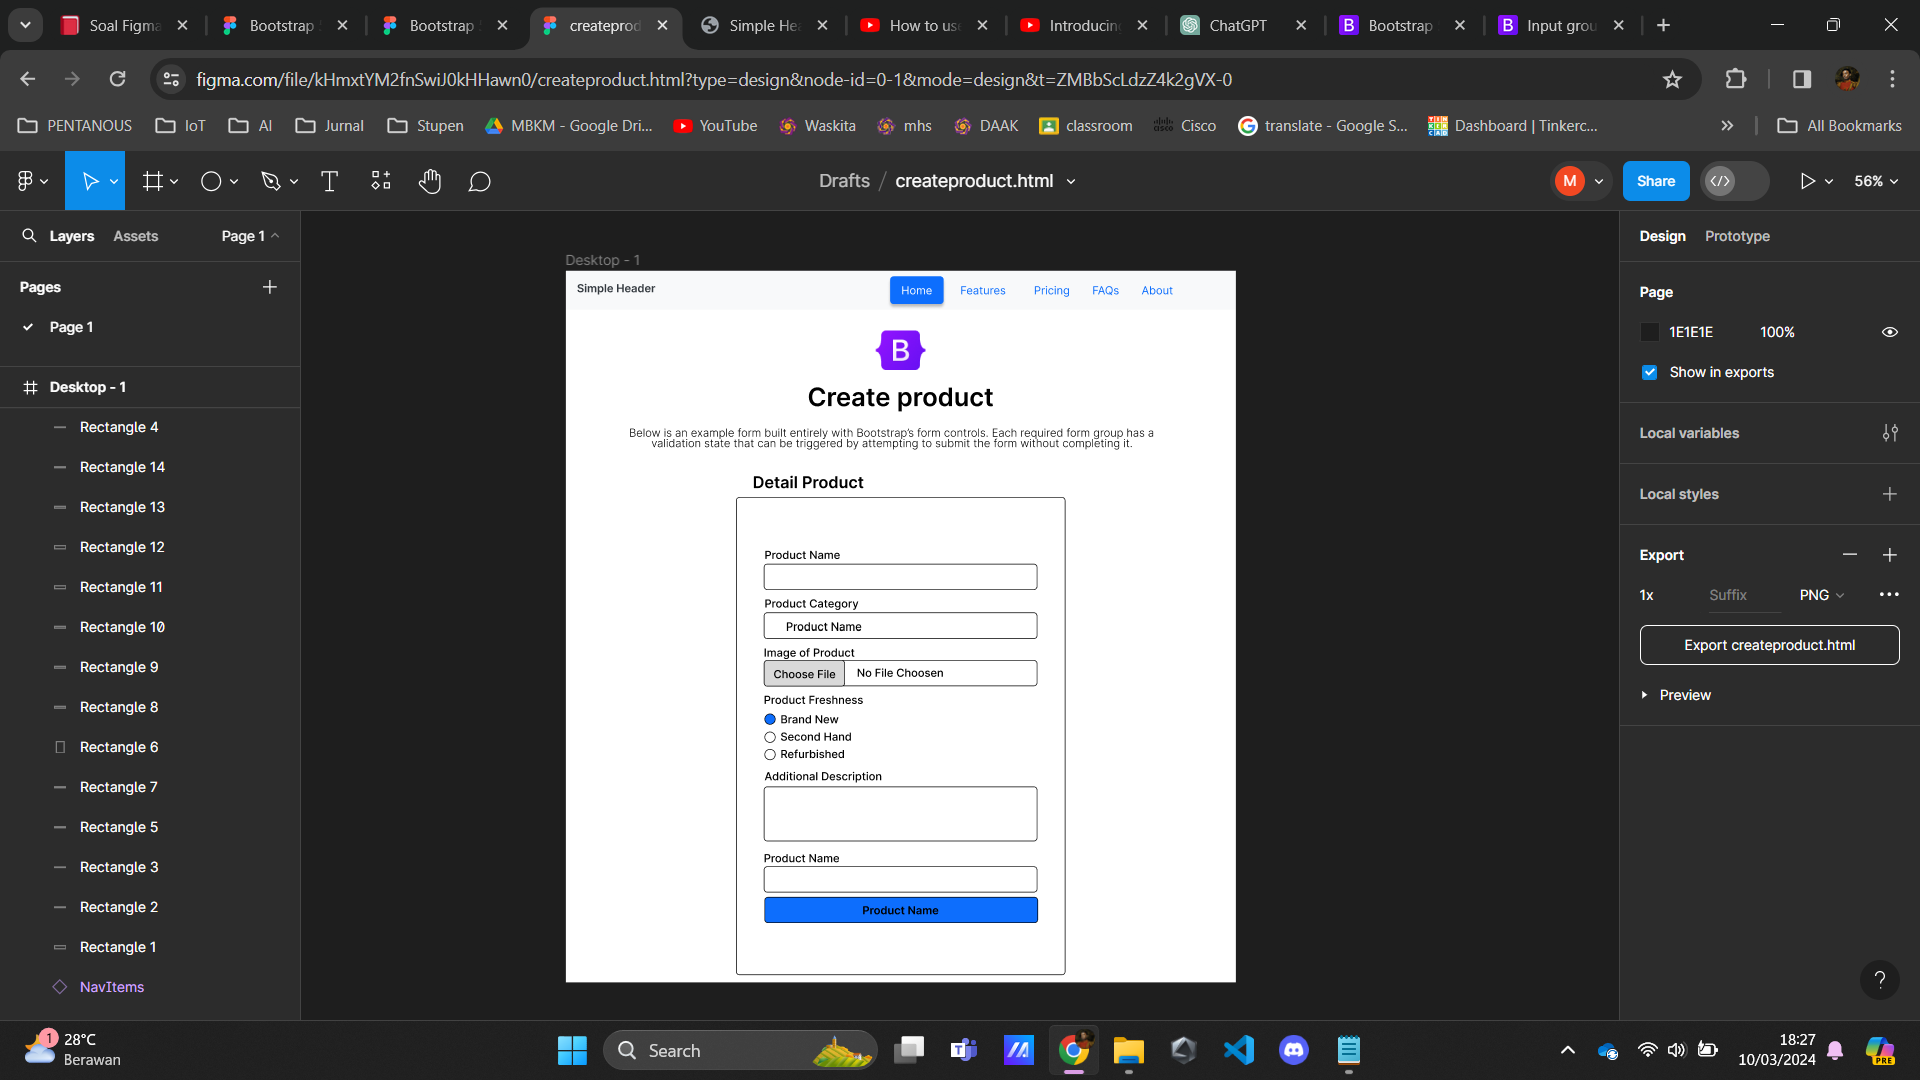 Soal Figma
Bootstrap
Bootstrap
createprod
Simple Hea
How to use
Introducing
ChatGPT
Bootstrap
Input grou
figma.com/file/kHmxtYM2fnSwiJ0kHHawn0/createproduct.html?type=design&node-id=0-1&mode=design&t=ZMBbScLdzZ4k2gVX-0
PENTANOUS
IoT
AI
Jurnal
Stupen
MBKM - Google Dri...
YouTube
Waskita
mhs
DAAK
classroom
Cisco
translate - Google S...
Dashboard | Tinkerc...
All Bookmarks
Drafts / createproduct.html
M
Share
56%
Layers
Assets
Page 1
Pages
Page 1
Desktop - 1
Rectangle 4
Rectangle 14
Rectangle 13
Rectangle 12
Rectangle 11
Rectangle 10
Rectangle 9
Rectangle 8
Rectangle 6
Rectangle 7
Rectangle 5
Rectangle 3
Rectangle 2
Rectangle 1
NavItems
Desktop - 1
Simple Header
Home
Features
Pricing
FAQs
About
B
Create product
Below is an example form built entirely with Bootstrap's form controls. Each required form group has a
validation state that can be triggered by attempting to submit the form without completing it.
Detail Product
Product Name
Product Category
Product Name
Image of Product
Choose File
No File Choosen
Product Freshness
Brand New
Second Hand
Refurbished
Additional Description
Product Name
Product Name
Design
Prototype
Page
1E1E1E
100%
Show in exports
Local variables
Local styles
Export
1x
Suffix
PNG
Export createproduct.html
Preview
?
1
28°C
Berawan
Search
18:27
10/03/2024
PRE